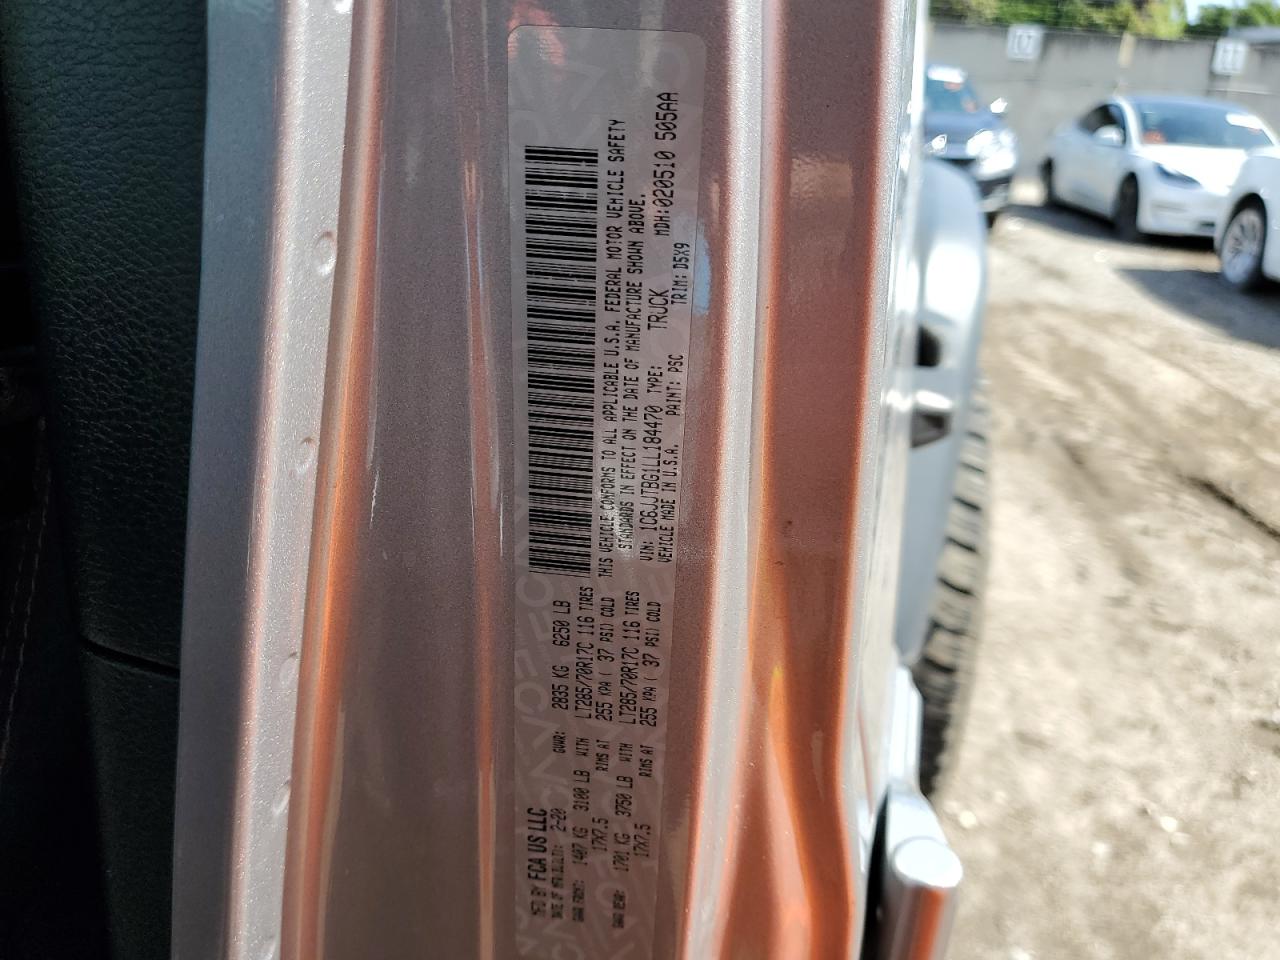 MFD BY FCA US LLC
DATE OF MFR: 2-20 GVWR: 2835 KG 6250 LB
GAWR FRONT: 1407 KG 3100 LB WITH LT285/70R17C 116 TIRES
17X7.5 RIMS AT 255 KPA ( 37 PSI) COLD
GAWR REAR: 1701 KG 3750 LB WITH LT285/70R17C 116 TIRES
17X7.5 RIMS AT 255 KPA ( 37 PSI) COLD
THIS VEHICLE CONFORMS TO ALL APPLICABLE U.S.A. FEDERAL MOTOR VEHICLE SAFETY
STANDARDS IN EFFECT ON THE DATE OF MANUFACTURE SHOWN ABOVE.
VIN: 1C6JJTBG1LL184470 TYPE: TRUCK MDH:020510 505AA
VEHICLE MADE IN U.S.A. PAINT: PSC TRIM: D5X9
17
11